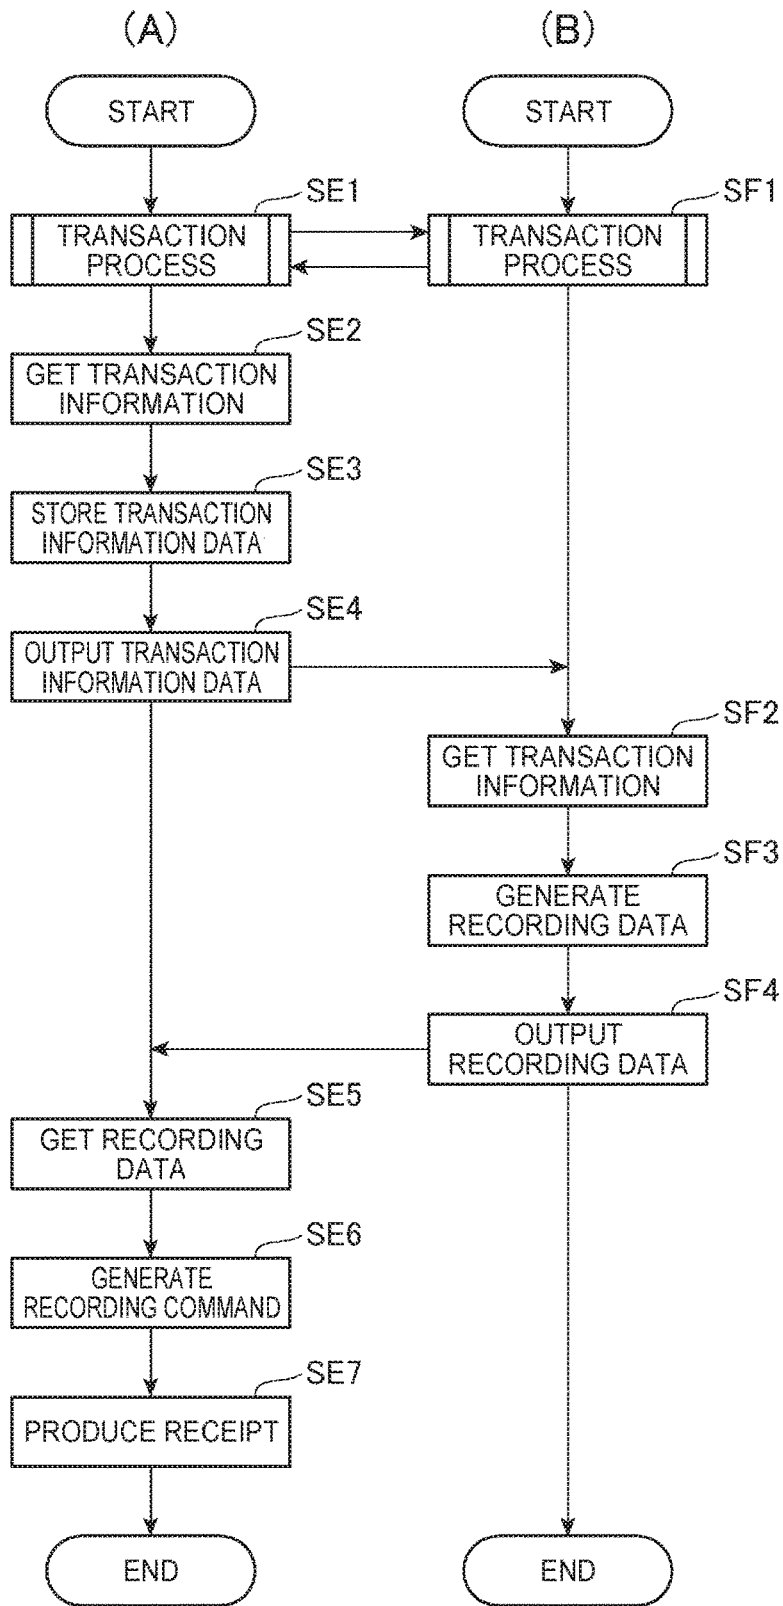 (A)
(B)
START
START
SE1
SF1
TRANSACTION
PROCESS
TRANSACTION
PROCESS
SE2
GET TRANSACTION
INFORMATION
SE3
STORE TRANSACTION
INFORMATION DATA
SE4
OUTPUT TRANSACTION
INFORMATION DATA
SF2
GET TRANSACTION
INFORMATION
SF3
GENERATE
RECORDING DATA
SF4
OUTPUT
RECORDING DATA
SE5
GET RECORDING
DATA
SE6
GENERATE
RECORDING COMMAND
SE7
PRODUCE RECEIPT
END
END